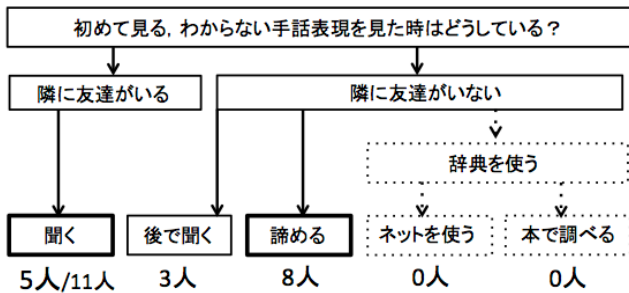 初めて見る，わからない手話表現を見た時はどうしている？
隣に友達がいる
隣に友達がいない
辞典を使う
聞く
後で聞く
諦める
ネットを使う
本で調べる
5人/11人
3人
8人
0人
0人